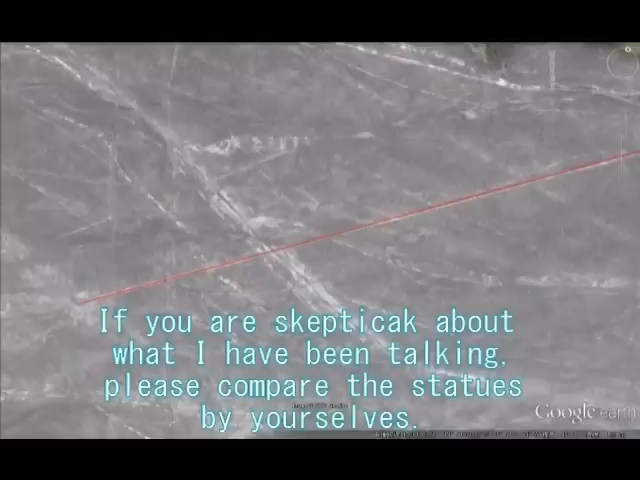 If you are skepticak about
what I have been talking,
please compare the statues
by yourselves.
Google earth